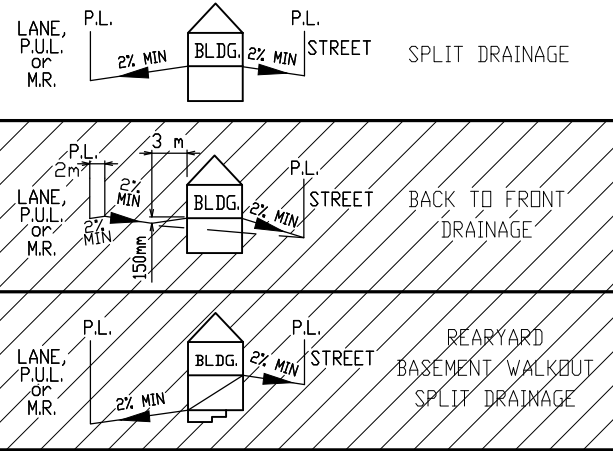 P.L.
P.L.
LANE,
P.U.L.
or
M.R.
2% MIN
BLDG.
2% MIN
STREET
SPLIT DRAINAGE
3 m
P.L.
2m
P.L.
LANE,
P.U.L.
or
M.R.
2%
MIN
2%
MIN
150mm
BLDG.
2% MIN
STREET
BACK TO FRONT
DRAINAGE
P.L.
P.L.
LANE,
P.U.L.
or
M.R.
2% MIN
BLDG.
2% MIN
STREET
REARYARD
BASEMENT WALKOUT
SPLIT DRAINAGE